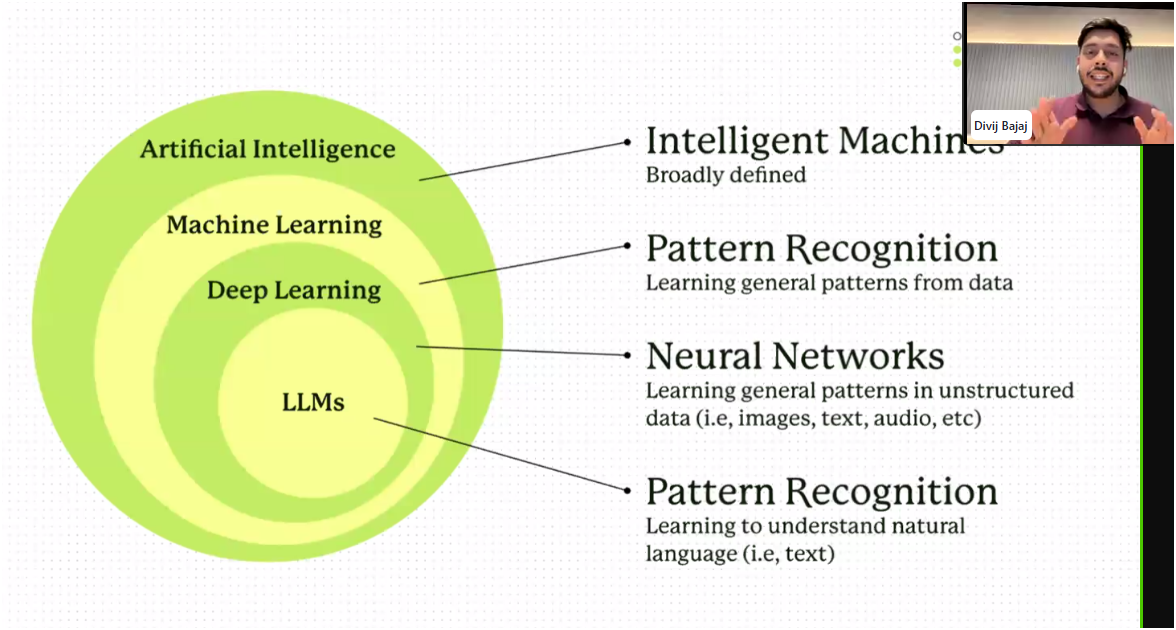 Artificial Intelligence
Machine Learning
Deep Learning
LLMs
Intelligent Machines
Broadly defined
Pattern Recognition
Learning general patterns from data
Neural Networks
Learning general patterns in unstructured
data (i.e, images, text, audio, etc)
Pattern Recognition
Learning to understand natural
language (i.e, text)
Divij Bajaj